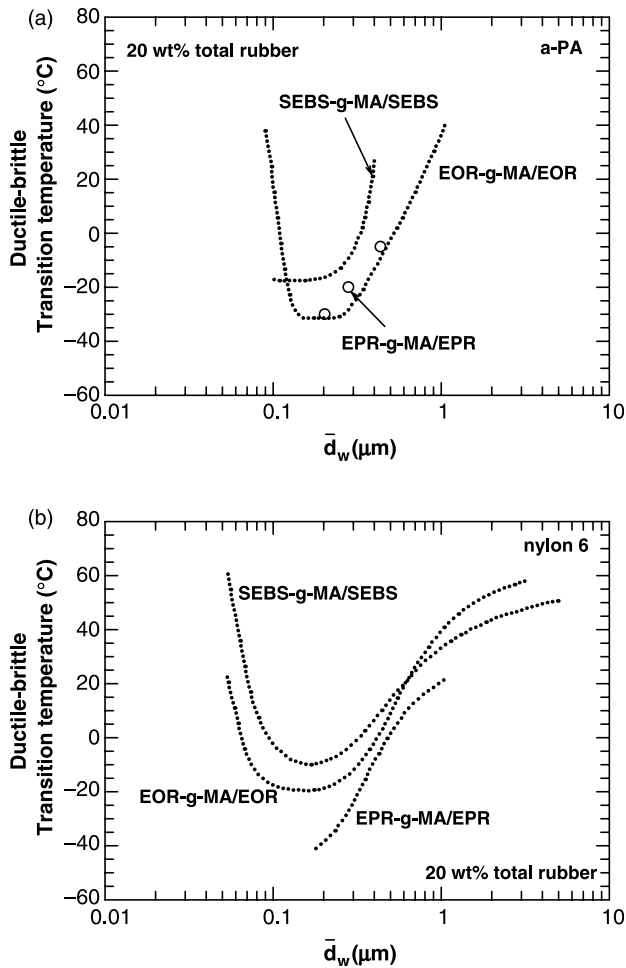 (a)
80
60
40
20
0
−20
−40
−60
0.01
0.1
1
10
20 wt% total rubber
a-PA
SEBS-g-MA/SEBS
EOR-g-MA/EOR
EPR-g-MA/EPR
Ductile-brittle
Transition temperature (°C)
d̄w(μm)
(b)
80
60
40
20
0
−20
−40
−60
0.01
0.1
1
10
nylon 6
SEBS-g-MA/SEBS
EOR-g-MA/EOR
EPR-g-MA/EPR
20 wt% total rubber
Ductile-brittle
Transition temperature (°C)
d̄w(μm)